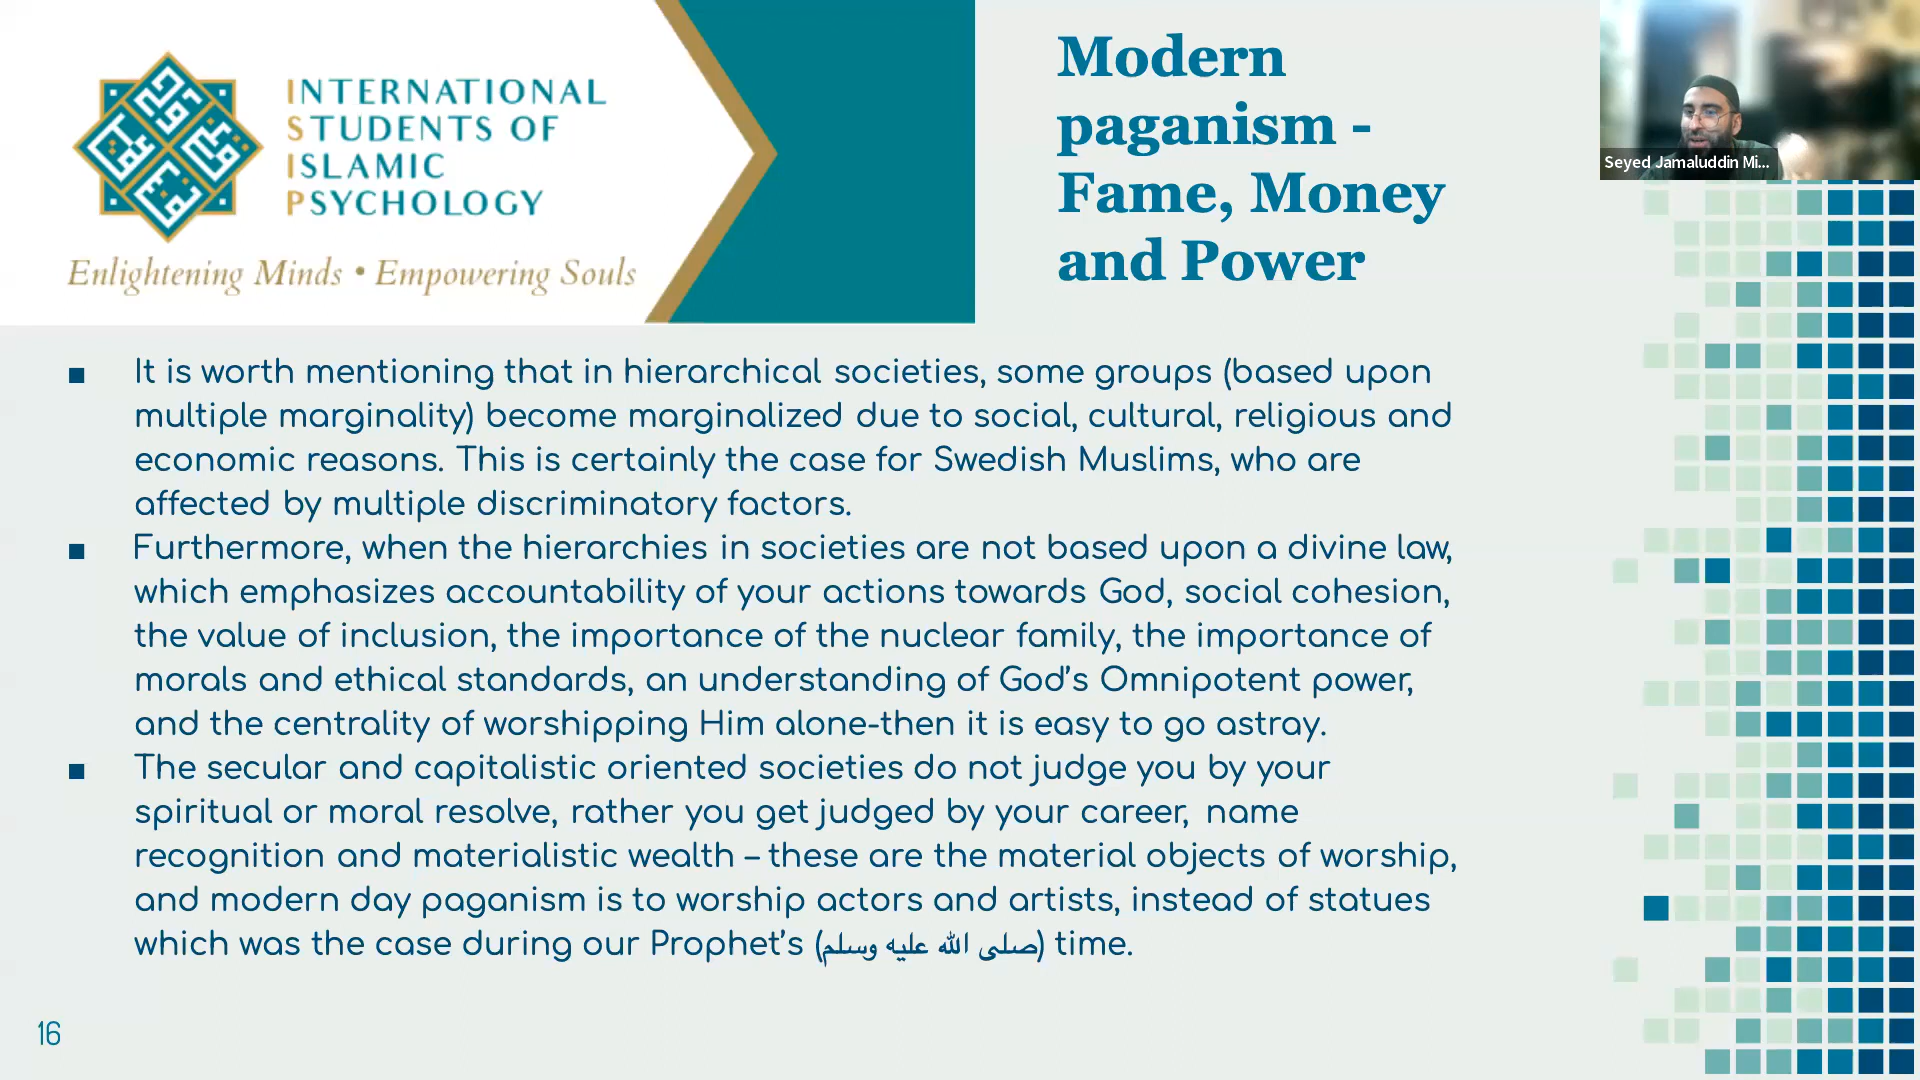 INTERNATIONAL
STUDENTS OF
ISLAMIC
PSYCHOLOGY
Enlightening Minds • Empowering Souls
Modern
paganism -
Fame, Money
and Power
Seyed Jamaluddin Mi...
■ It is worth mentioning that in hierarchical societies, some groups (based upon
multiple marginality) become marginalized due to social, cultural, religious and
economic reasons. This is certainly the case for Swedish Muslims, who are
affected by multiple discriminatory factors.
■ Furthermore, when the hierarchies in societies are not based upon a divine law,
which emphasizes accountability of your actions towards God, social cohesion,
the value of inclusion, the importance of the nuclear family, the importance of
morals and ethical standards, an understanding of God’s Omnipotent power,
and the centrality of worshipping Him alone-then it is easy to go astray.
■ The secular and capitalistic oriented societies do not judge you by your
spiritual or moral resolve, rather you get judged by your career, name
recognition and materialistic wealth – these are the material objects of worship,
and modern day paganism is to worship actors and artists, instead of statues
which was the case during our Prophet’s (صلى الله عليه وسلم) time.
16